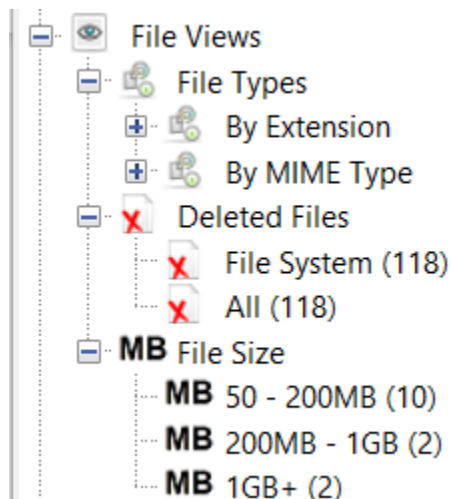 File Views
File Types
By Extension
By MIME Type
Deleted Files
File System (118)
All (118)
MB File Size
MB 50 - 200MB (10)
MB 200MB - 1GB (2)
MB 1GB+ (2)